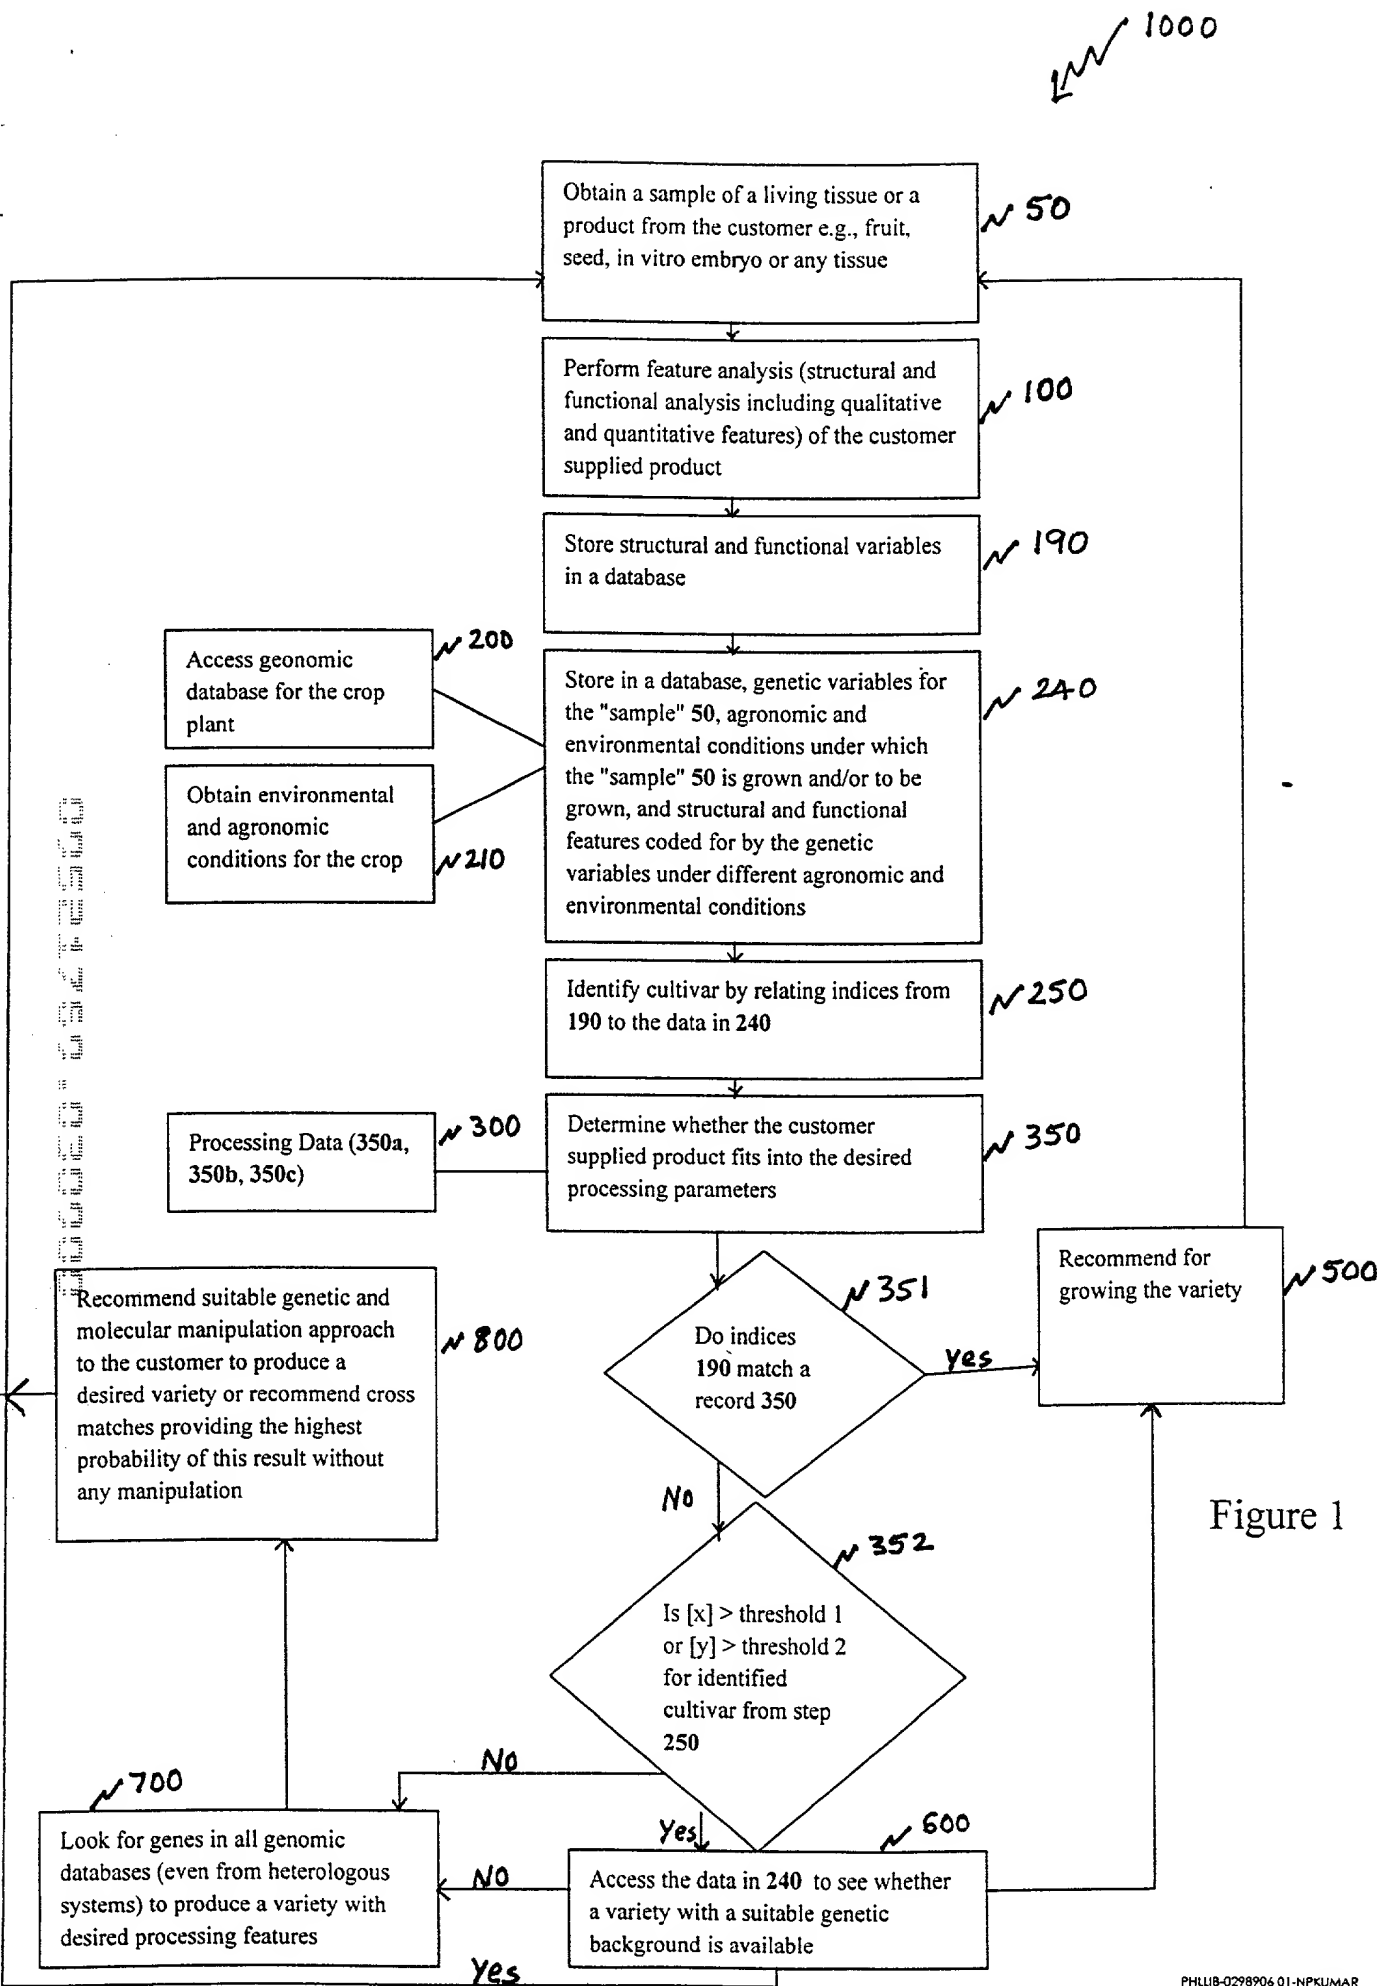 1000
Obtain a sample of a living tissue or a
product from the customer e.g., fruit,
seed, in vitro embryo or any tissue
50
Perform feature analysis (structural and
functional analysis including qualitative
and quantitative features) of the customer
supplied product
100
Store structural and functional variables
in a database
190
Access geonomic
database for the crop
plant
200
Obtain environmental
and agronomic
conditions for the crop
210
Store in a database, genetic variables for
the "sample" 50, agronomic and
environmental conditions under which
the "sample" 50 is grown and/or to be
grown, and structural and functional
features coded for by the genetic
variables under different agronomic and
environmental conditions
240
Identify cultivar by relating indices from
190 to the data in 240
250
Processing Data (350a,
350b, 350c)
300
Determine whether the customer
supplied product fits into the desired
processing parameters
350
Do indices
190 match a
record 350
351
Yes
Recommend for
growing the variety
500
Recommend suitable genetic and
molecular manipulation approach
to the customer to produce a
desired variety or recommend cross
matches providing the highest
probability of this result without
any manipulation
800
No
Figure 1
Is [x] > threshold 1
or [y] > threshold 2
for identified
cultivar from step
250
352
No
Yes
700
Look for genes in all genomic
databases (even from heterologous
systems) to produce a variety with
desired processing features
NO
600
Access the data in 240 to see whether
a variety with a suitable genetic
background is available
Yes
PHLLIB-0298906.01-NPKUMAR